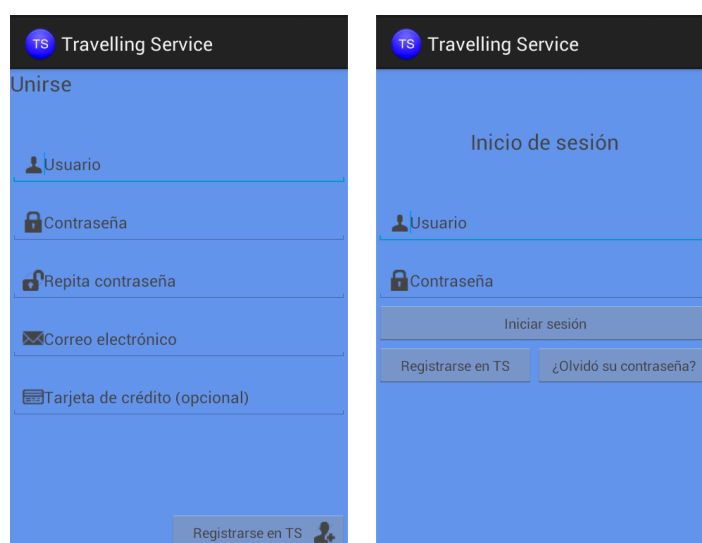 TS Travelling Service
Unirse
Usuario
Contraseña
Repita contraseña
Correo electrónico
Tarjeta de crédito (opcional)
Registrarse en TS
TS Travelling Service
Inicio de sesión
Usuario
Contraseña
Iniciar sesión
Registrarse en TS
¿Olvidó su contraseña?